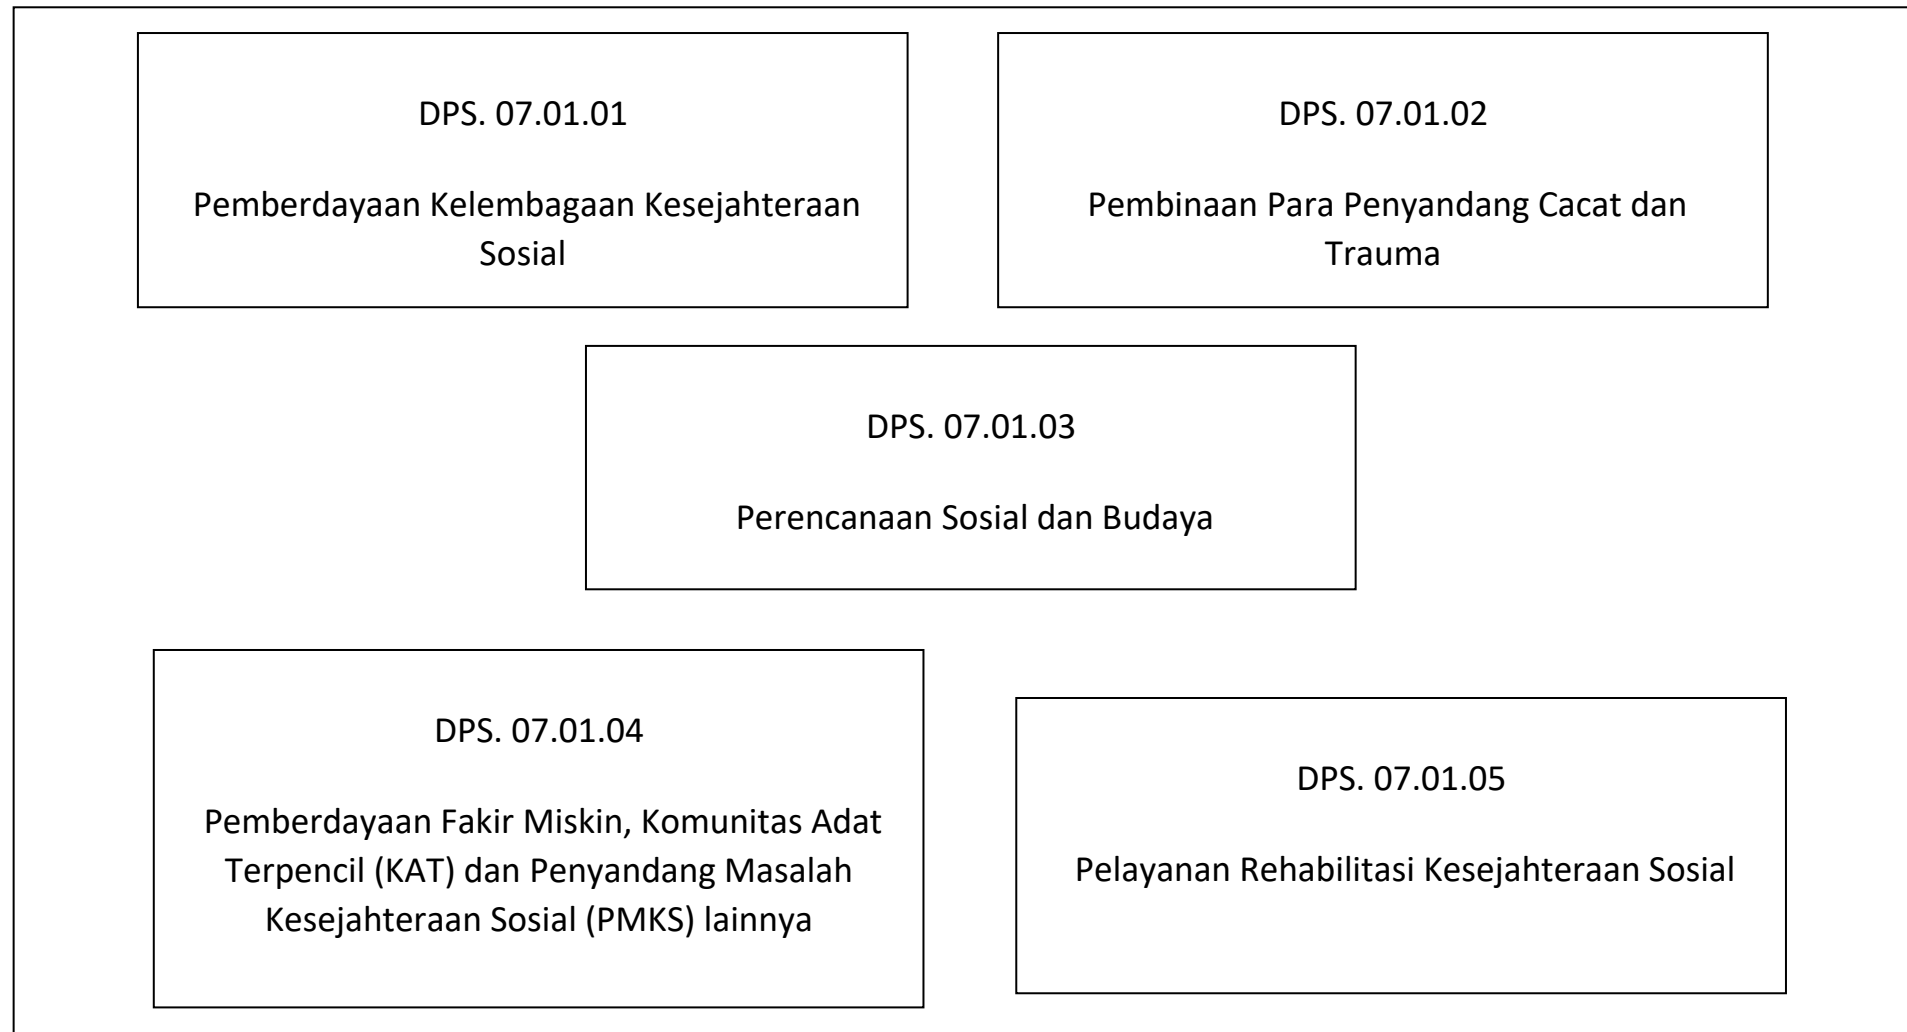 DPS. 07.01.01
Pemberdayaan Kelembagaan Kesejahteraan
Sosial
DPS. 07.01.02
Pembinaan Para Penyandang Cacat dan
Trauma
DPS. 07.01.03
Perencanaan Sosial dan Budaya
DPS. 07.01.04
Pemberdayaan Fakir Miskin, Komunitas Adat
Terpencil (KAT) dan Penyandang Masalah
Kesejahteraan Sosial (PMKS) lainnya
DPS. 07.01.05
Pelayanan Rehabilitasi Kesejahteraan Sosial